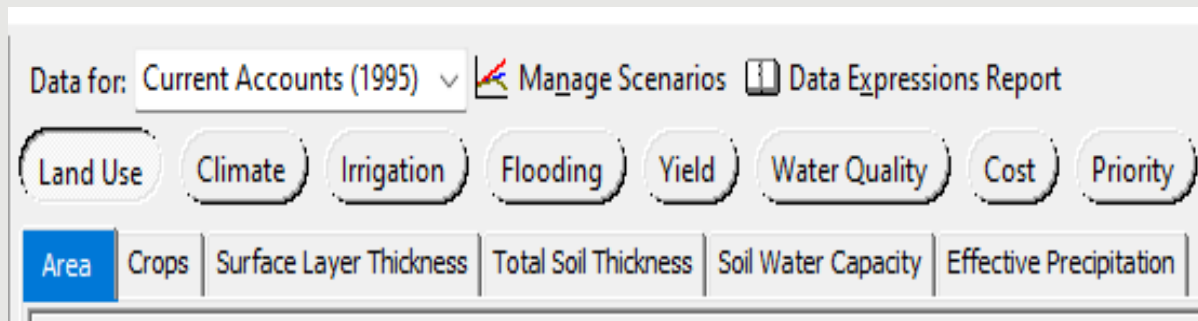 Data for: Current Accounts (1995) Manage Scenarios Data Expressions Report
Land Use Climate Irrigation Flooding Yield Water Quality Cost Priority
Area Crops Surface Layer Thickness Total Soil Thickness Soil Water Capacity Effective Precipitation